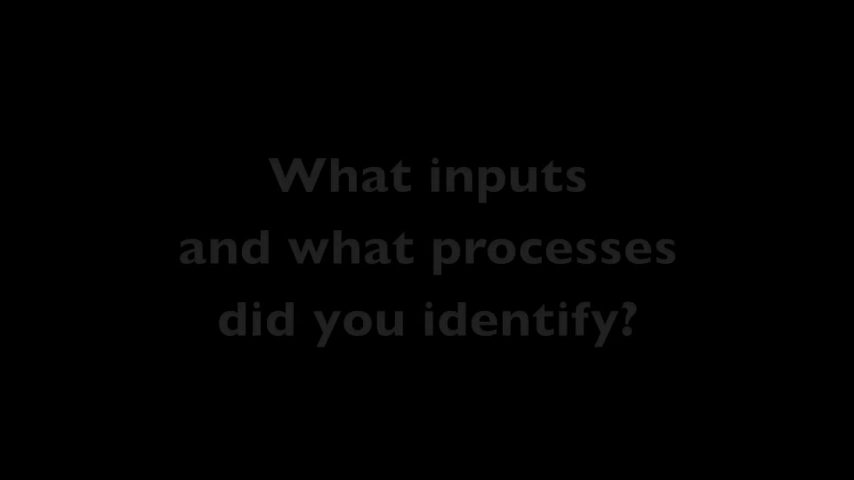 What inputs
and what processes
did you identify?